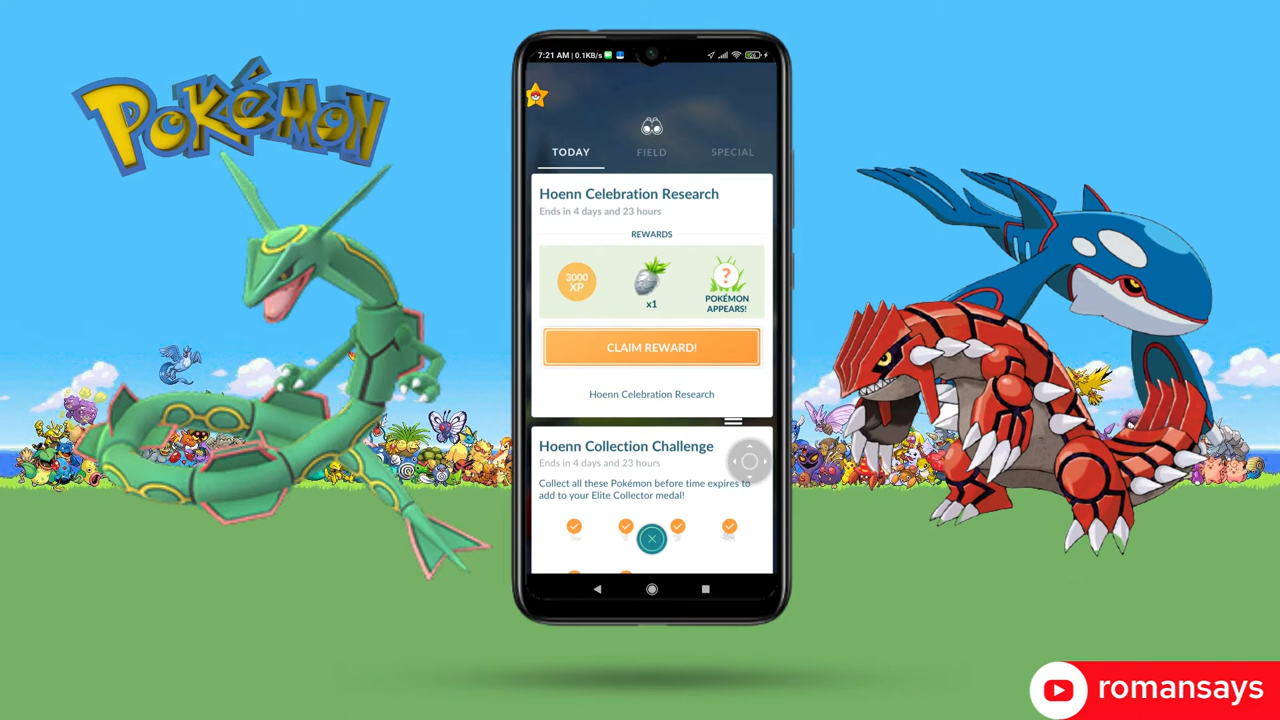 POKéMON
7:21 AM | 0.1KB/s
TODAY
FIELD
SPECIAL
Hoenn Celebration Research
Ends in 4 days and 23 hours
REWARDS
3000
XP
x1
?
POKÉMON
APPEARS!
CLAIM REWARD!
Hoenn Celebration Research
Hoenn Collection Challenge
Ends in 4 days and 23 hours
Collect all these Pokémon before time expires to
add to your Elite Collector medal!
romansays